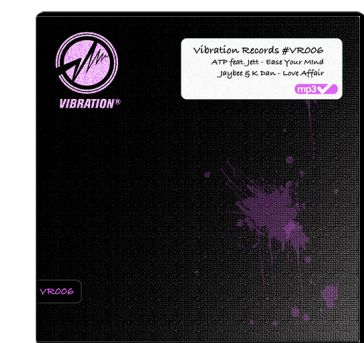 Vibration Records #VR006
ATP feat. Jett - Ease Your Mind
Jaybee & K Dan - Love Affair
mp3
VIBRATION®
VR006